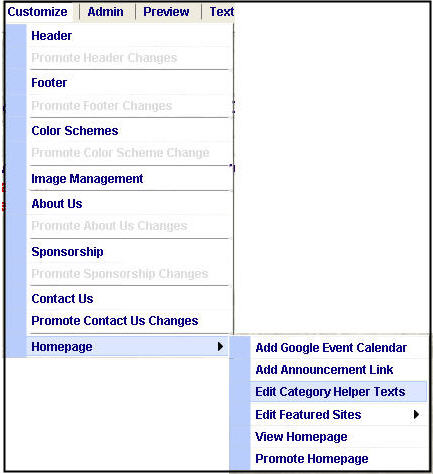 Customize Admin Preview Text
Header
Promote Header Changes
Footer
Promote Footer Changes
Color Schemes
Promote Color Scheme Change
Image Management
About Us
Promote About Us Changes
Sponsorship
Promote Sponsorship Changes
Contact Us
Promote Contact Us Changes
Homepage
Add Google Event Calendar
Add Announcement Link
Edit Category Helper Texts
Edit Featured Sites
View Homepage
Promote Homepage